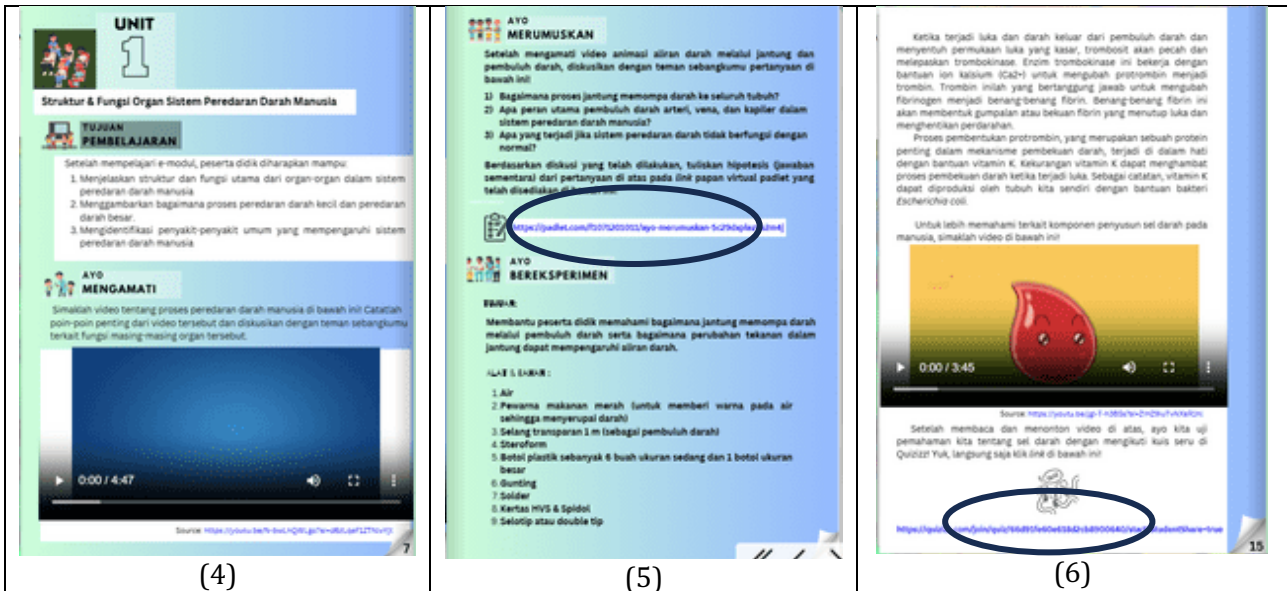 UNIT
1
Struktur & Fungsi Organ Sistem Peredaran Darah Manusia
TUJUAN
PEMBELAJARAN
Setelah mempelajari e-modul, peserta didik diharapkan mampu:
1. Menjelaskan struktur dan fungsi utama dari organ-organ dalam sistem
peredaran darah manusia
2. Menggambarkan bagaimana proses peredaran darah kecil dan peredaran
darah besar.
3. Mengidentifikasi penyakit-penyakit umum yang mempengaruhi sistem
peredaran darah manusia
AYO
MENGAMATI
Simaklah video tentang proses peredaran darah manusia di bawah ini! Catatlah
poin-poin penting dari video tersebut dan diskusikan dengan teman sebangkumu
terkait fungsi masing-masing organ tersebut.
0:00 / 4:47
Source:
7
(4)
AYO
MERUMUSKAN
Setelah mengamati video animasi aliran darah melalui jantung dan
pembuluh darah, diskusikan dengan teman sebangkumu pertanyaan di
bawah ini!
1) Bagaimana proses jantung memompa darah ke seluruh tubuh?
2) Apa peran utama pembuluh darah arteri, vena, dan kapiler dalam
sistem peredaran darah manusia?
3) Apa yang terjadi jika sistem peredaran darah tidak berfungsi dengan
normal?
Berdasarkan diskusi yang telah dilakukan, tuliskan hipotesis (jawaban
sementara) dari pertanyaan di atas pada link papan virtual padlet yang
telah disediakan di
AYO
BEREKSPERIMEN
TUJUAN:
Membantu peserta didik memahami bagaimana jantung memompa darah
melalui pembuluh darah serta bagaimana perubahan tekanan dalam
jantung dapat mempengaruhi aliran darah.
ALAT & BAHAN :
1. Air
2. Pewarna makanan merah (untuk memberi warna pada air
sehingga menyerupai darah)
3. Selang transparan 1 m (sebagai pembuluh darah)
4. Steroform
5. Botol plastik sebanyak 6 buah ukuran sedang dan 1 botol ukuran
besar
6. Gunting
7. Solder
8. Kertas HVS & Spidol
9. Selotip atau double tip
(5)
Ketika terjadi luka dan darah keluar dari pembuluh darah dan
menyentuh permukaan luka yang kasar, trombosit akan pecah dan
melepaskan trombokinase. Enzim trombokinase ini bekerja dengan
bantuan ion kalsium (Ca2+) untuk mengubah protrombin menjadi
trombin. Trombin inilah yang bertanggung jawab untuk mengubah
fibrinogen menjadi benang-benang fibrin. Benang-benang fibrin ini
akan membentuk gumpalan atau bekuan fibrin yang menutup luka dan
menghentikan perdarahan.
Proses pembentukan protrombin, yang merupakan sebuah protein
penting dalam mekanisme pembekuan darah, terjadi di dalam hati
dengan bantuan vitamin K. Kekurangan vitamin K dapat menghambat
proses pembekuan darah ketika terjadi luka. Sebagai catatan, vitamin K
dapat diproduksi oleh tubuh kita sendiri dengan bantuan bakteri
Escherichia coli.
Untuk lebih memahami terkait komponen penyusun sel darah pada
manusia, simaklah video di bawah ini!
0:00 / 3:45
Source:
Setelah membaca dan menonton video di atas, ayo kita uji
pemahaman kita tentang sel darah dengan mengikuti kuis seru di
Quizizz! Yuk, langsung saja klik link di bawah ini!
15
(6)